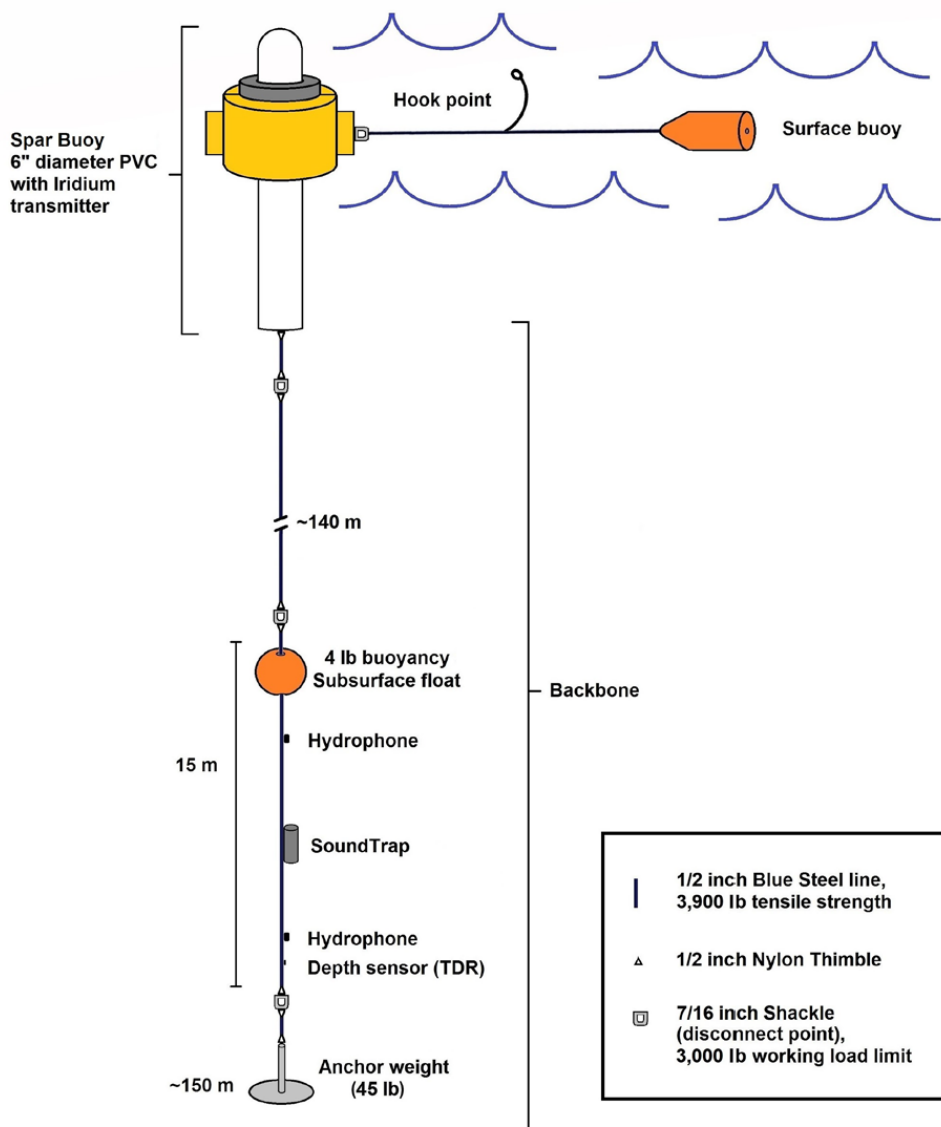 Hook point
Surface buoy
Spar Buoy
6" diameter PVC
with Iridium
transmitter
~140 m
4 lb buoyancy
Subsurface float
Backbone
Hydrophone
15 m
SoundTrap
Hydrophone
Depth sensor (TDR)
Anchor weight
(45 lb)
~150 m
1/2 inch Blue Steel line,
3,900 lb tensile strength
1/2 inch Nylon Thimble
7/16 inch Shackle
(disconnect point),
3,000 lb working load limit